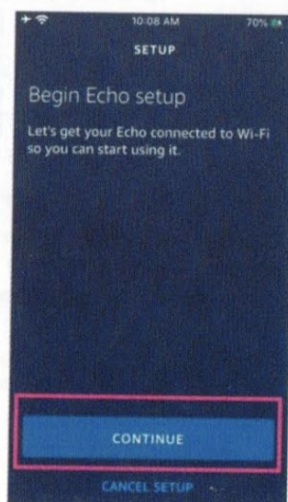 10:08 AM
70%
SETUP
Begin Echo setup
Let's get your Echo connected to Wi-Fi
so you can start using it.
CONTINUE
CANCEL SETUP